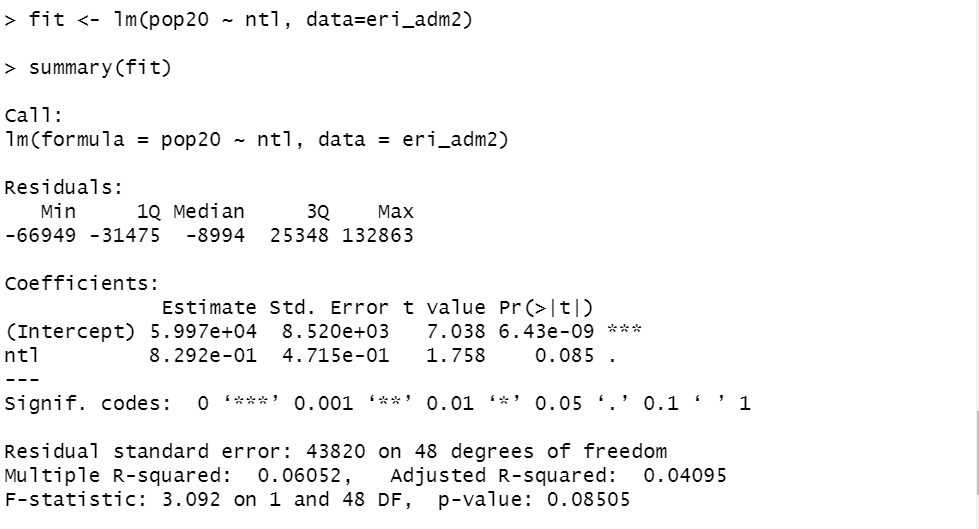 > fit <- lm(pop20 ~ ntl, data=eri_adm2)
> summary(fit)
Call:
lm(formula = pop20 ~ ntl, data = eri_adm2)
Residuals:
   Min     1Q Median     3Q    Max
-66949 -31475  -8994  25348 132863
Coefficients:
             Estimate Std. Error t value Pr(>|t|)
(Intercept) 5.997e+04  8.520e+03   7.038 6.43e-09 ***
ntl         8.292e-01  4.715e-01   1.758    0.085 .
---
Signif. codes:  0 ‘***’ 0.001 ‘**’ 0.01 ‘*’ 0.05 ‘.’ 0.1 ‘ ’ 1
Residual standard error: 43820 on 48 degrees of freedom
Multiple R-squared:  0.06052,   Adjusted R-squared:  0.04095
F-statistic: 3.092 on 1 and 48 DF,  p-value: 0.08505